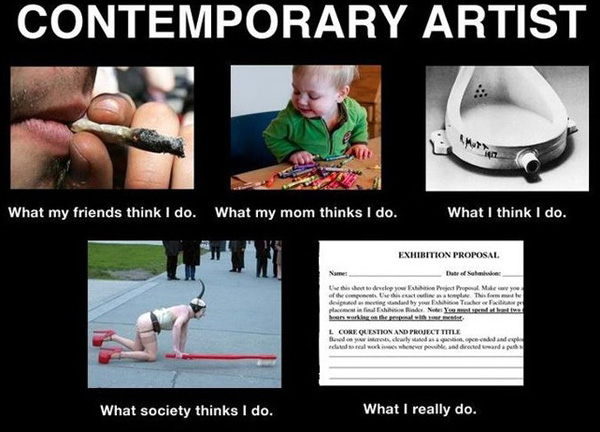 CONTEMPORARY ARTIST
R. MUTT
1917
What my friends think I do.
What my mom thinks I do.
What I think I do.
EXHIBITION PROPOSAL
Name:
Date of Submission:
Use this sheet to develop your Exhibition Project Proposal. Make sure you
of the components. Use this exact outline as a template. This form must be
designated as meeting standard by your Exhibition Teacher or Facilitator
placement in final Exhibition Binder. Note: You must spend at least two
hours working on the proposal with your mentor.
I. CORE QUESTION AND PROJECT TITLE
Based on your interests, clearly stated as a question, open-ended and
related to real work issues whenever possible, and directed toward a
What society thinks I do.
What I really do.